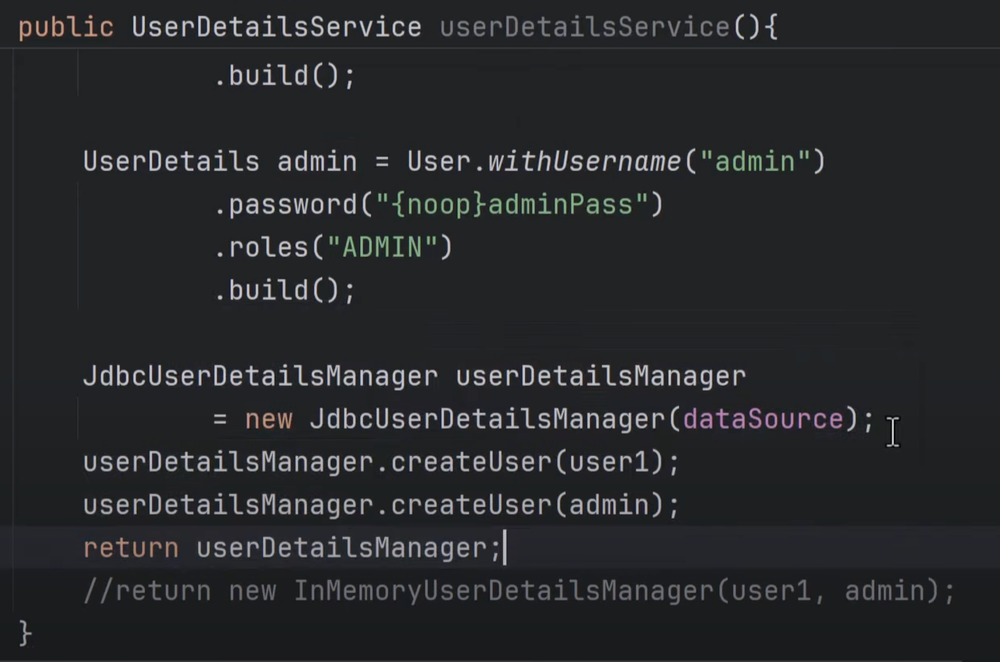 public UserDetailsService userDetailsService(){
.build();
UserDetails admin = User.withUsername("admin")
.password("{noop}adminPass")
.roles("ADMIN")
.build();
JdbcUserDetailsManager userDetailsManager
= new JdbcUserDetailsManager(dataSource);
userDetailsManager.createUser(user1);
userDetailsManager.createUser(admin);
return userDetailsManager;
//return new InMemoryUserDetailsManager(user1, admin);
}